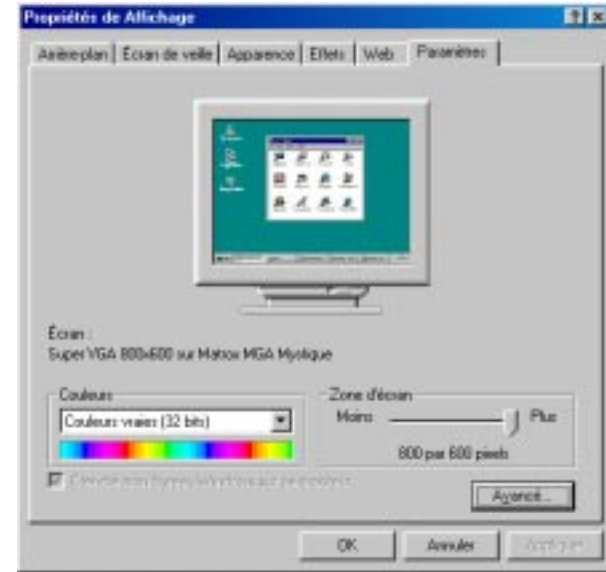 Propriétés de Affichage
Arrière-plan Écran de veille Apparence Effets Web Paramètres
Écran :
Super VGA 800x600 sur Matrox MGA Mystique
Couleurs
Zone d'écran
Couleurs vraies (32 bits)
Moins Plus
800 par 600 pixels
Avancé...
OK Annuler Appliquer